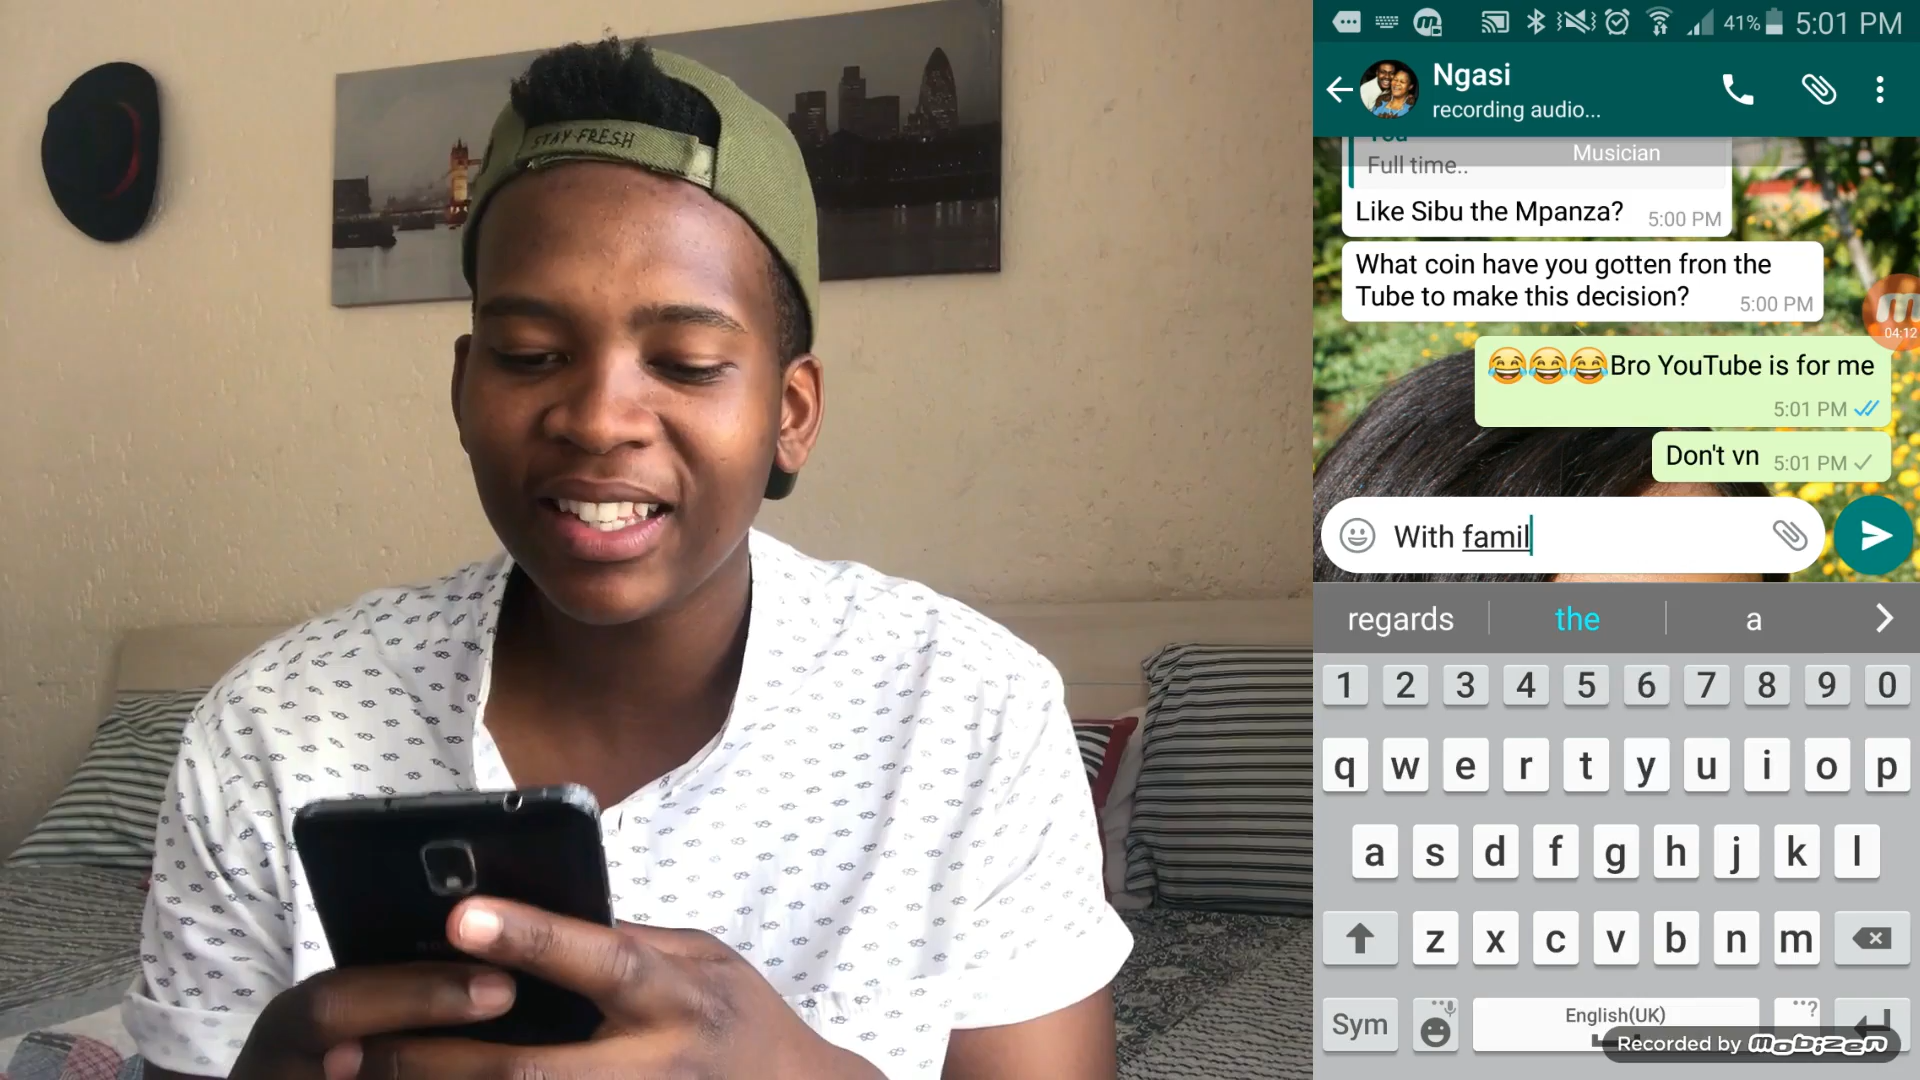 STAY FRESH
41% 5:01 PM
Ngasi
recording audio...
You
Full time..
Musician
Like Sibu the Mpanza? 5:00 PM
What coin have you gotten fron the
Tube to make this decision? 5:00 PM
04:12
😂😂😂Bro YouTube is for me
5:01 PM
Don't vn 5:01 PM
With famil
regards the a
1 2 3 4 5 6 7 8 9 0
q w e r t y u i o p
a s d f g h j k l
z x c v b n m
Sym English(UK) ?
Recorded by mobizen